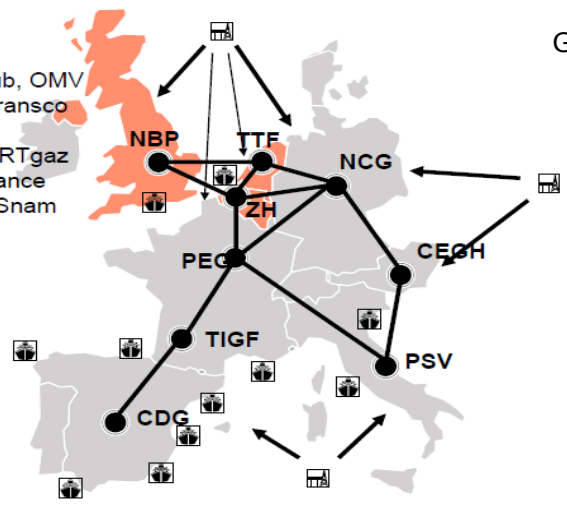 G
ub, OMV
ransco
NBP
TTF
RTgaz
NCG
ance
Snam
ZH
CEGH
PEG
TIGF
PSV
CDG